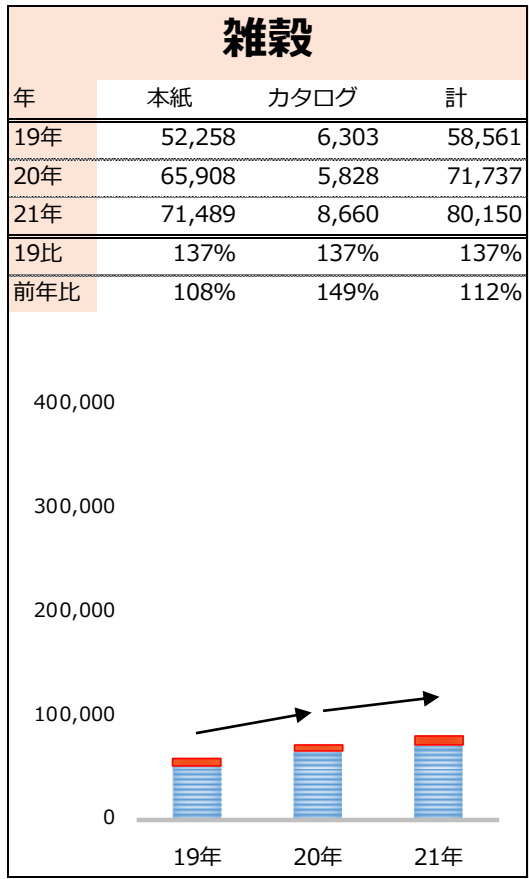 雑穀
年 本紙 カタログ 計
19年 52,258 6,303 58,561
20年 65,908 5,828 71,737
21年 71,489 8,660 80,150
19比 137% 137% 137%
前年比 108% 149% 112%
400,000
300,000
200,000
100,000
0
19年 20年 21年